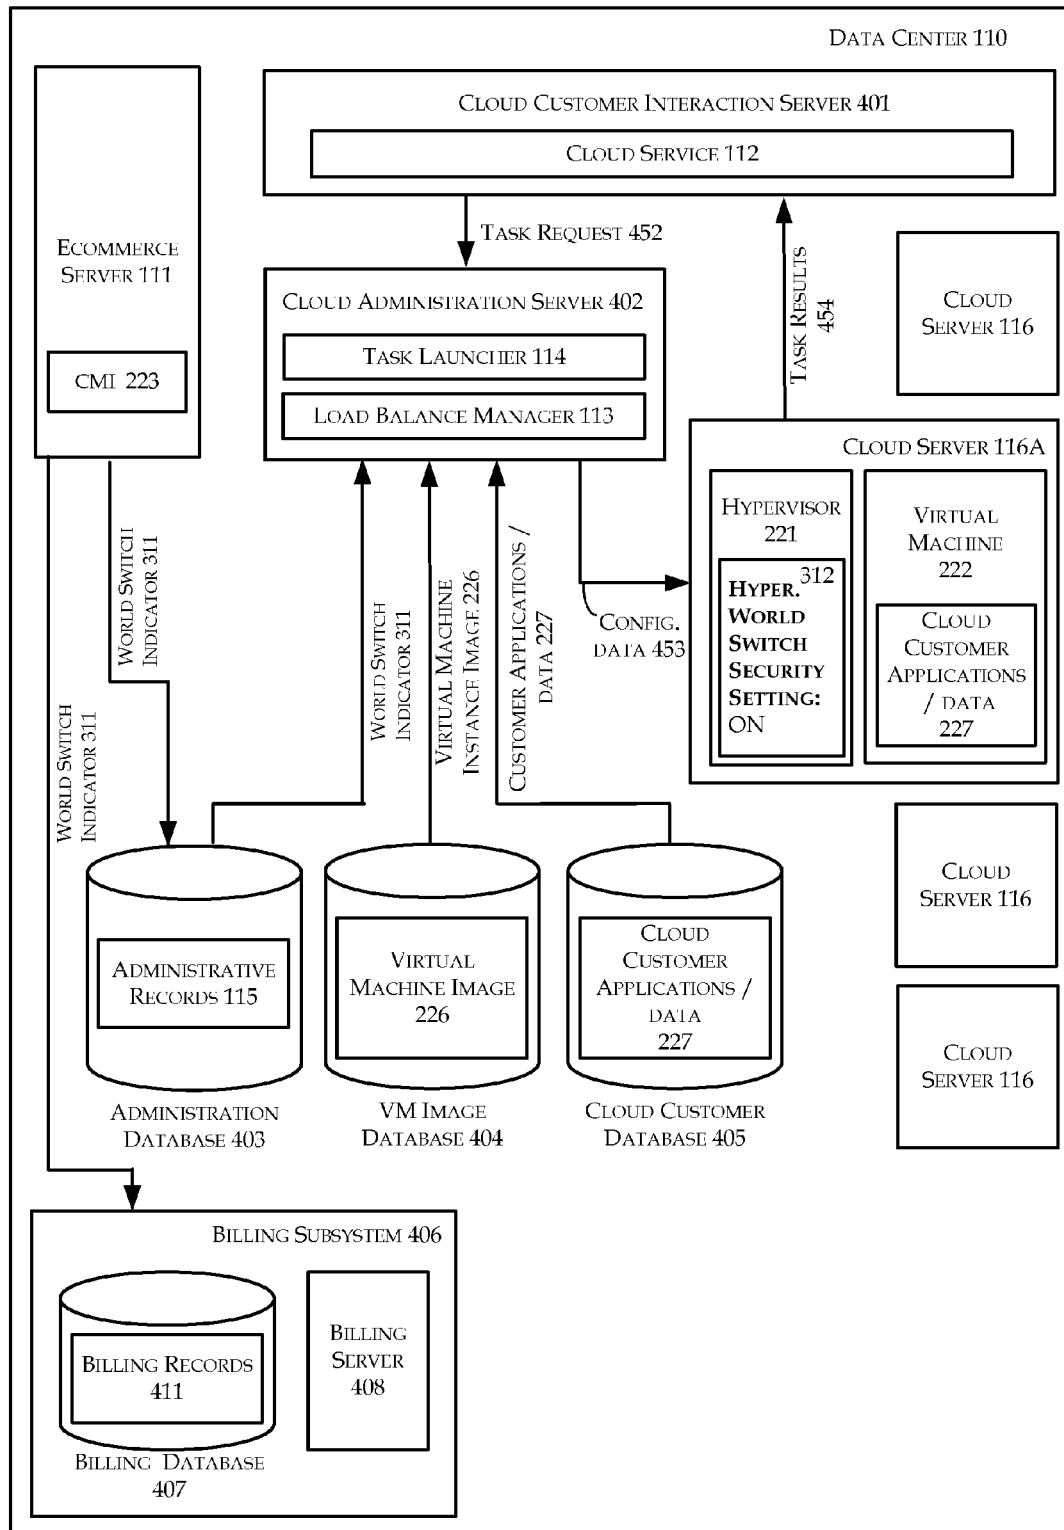 DATA CENTER 110
CLOUD CUSTOMER INTERACTION SERVER 401
CLOUD SERVICE 112
ECOMMERCE
SERVER 111
CMI 223
TASK REQUEST 452
CLOUD ADMINISTRATION SERVER 402
TASK LAUNCHER 114
LOAD BALANCE MANAGER 113
TASK RESULTS
454
CLOUD
SERVER 116
CLOUD SERVER 116A
HYPERVISOR
221
312
HYPER.
WORLD
SWITCH
SECURITY
SETTING:
ON
VIRTUAL
MACHINE
222
CLOUD
CUSTOMER
APPLICATIONS
/ DATA
227
CONFIG.
DATA 453
WORLD SWITCH
INDICATOR 311
WORLD SWITCH
INDICATOR 311
WORLD SWITCH
INDICATOR 311
VIRTUAL MACHINE
INSTANCE IMAGE 226
CUSTOMER APPLICATIONS /
DATA 227
CLOUD
SERVER 116
CLOUD
SERVER 116
ADMINISTRATIVE
RECORDS 115
ADMINISTRATION
DATABASE 403
VIRTUAL
MACHINE IMAGE
226
VM IMAGE
DATABASE 404
CLOUD
CUSTOMER
APPLICATIONS /
DATA
227
CLOUD CUSTOMER
DATABASE 405
BILLING SUBSYSTEM 406
BILLING RECORDS
411
BILLING DATABASE
407
BILLING
SERVER
408